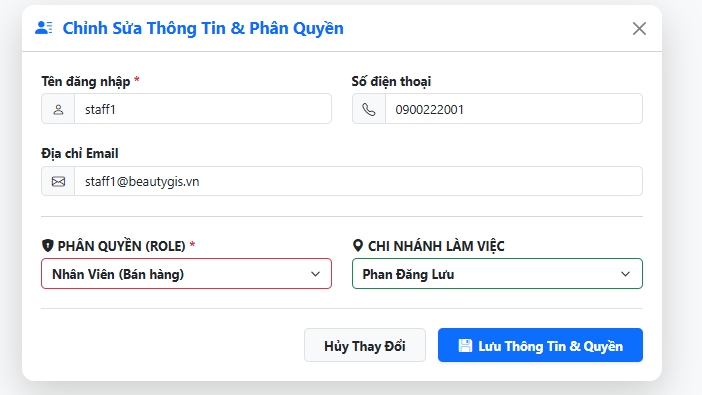 Chỉnh Sửa Thông Tin & Phân Quyền
Tên đăng nhập *
Số điện thoại
staff1
0900222001
Địa chỉ Email
staff1@beautygis.vn
PHÂN QUYỀN (ROLE) *
CHI NHÁNH LÀM VIỆC
Nhân Viên (Bán hàng)
Phan Đăng Lưu
Hủy Thay Đổi
Lưu Thông Tin & Quyền